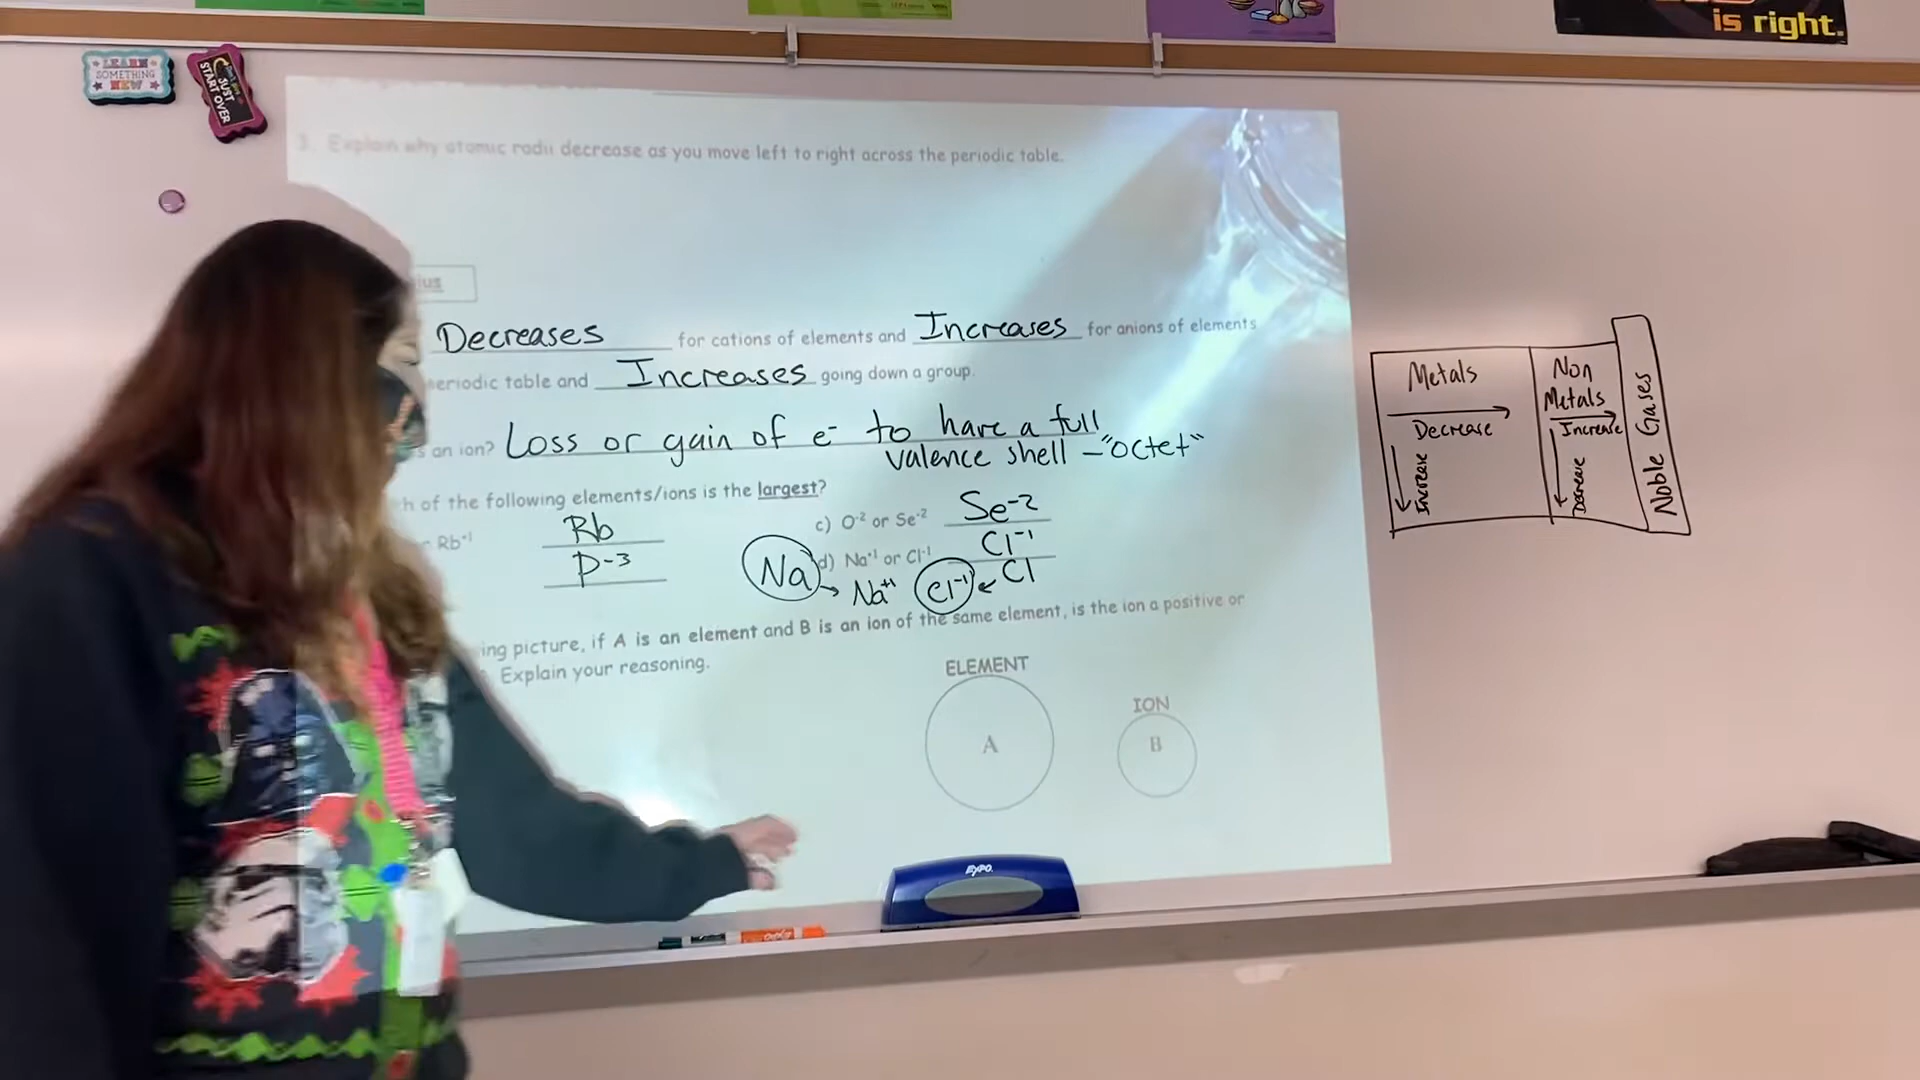 is right.
LEARN
SOMETHING
NEW
JUST
START OVER
3. Explain why atomic radii decrease as you move left to right across the periodic table.
Decreases for cations of elements and Increases for anions of elements
periodic table and Increases going down a group.
an ion? Loss or gain of e⁻ to have a full
valence shell - "octet"
of the following elements/ions is the largest?
Rb⁺¹ Rb c) O⁻² or Se⁻² Se⁻²
P⁻³ d) Na⁺¹ or Cl⁻¹ Cl⁻¹
Na → Na⁺¹ Cl⁻¹ ← Cl
ing picture, if A is an element and B is an ion of the same element, is the ion a positive or
Explain your reasoning.
ELEMENT
A
ION
B
Metals
Decrease
Increase
Non
Metals
Increase
Decrease
Noble Gases
EXPO
EXPO